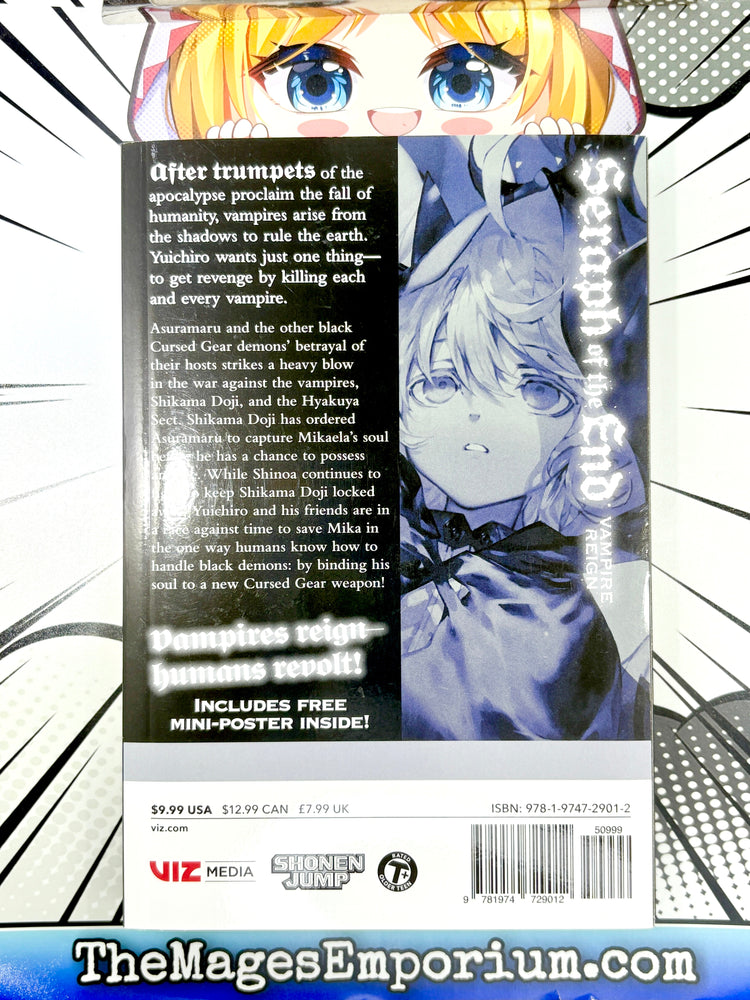 After trumpets of the
apocalypse proclaim the fall of
humanity, vampires arise from
the shadows to rule the earth.
Yuichiro wants just one thing—
to get revenge by killing each
and every vampire.
Asuramaru and the other black
Cursed Gear demons' betrayal of
their hosts strikes a heavy blow
in the war against the vampires,
Shikama Doji, and the Hyakuya
Sect. Shikama Doji has ordered
Asuramaru to capture Mikaela's soul
he has a chance to possess
While Shinoa continues to
keep Shikama Doji locked
Yuichiro and his friends are in
a race against time to save Mika in
the one way humans know how to
handle black demons: by binding his
soul to a new Cursed Gear weapon!
Vampires reign—
humans revolt!
INCLUDES FREE
MINI-POSTER INSIDE!
Seraph of the End
VAMPIRE
REIGN
$9.99 USA $12.99 CAN £7.99 UK
viz.com
ISBN: 978-1-9747-2901-2
50999
VIZ MEDIA
SHONEN
JUMP
RATED
T+
OLDER TEEN
9 781974 729012
TheMagesEmporium.com